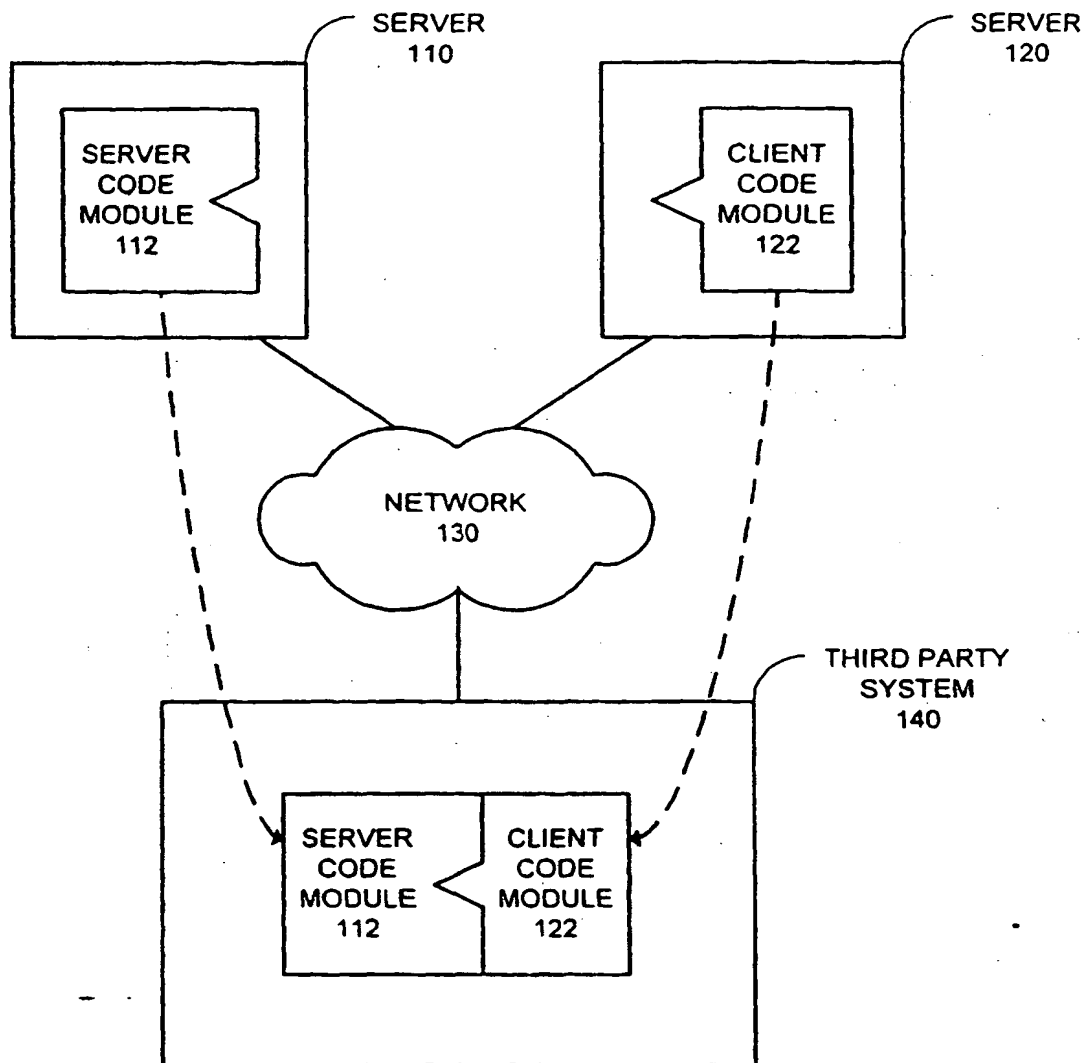 SERVER
110
SERVER
120
SERVER
CODE
MODULE
112
CLIENT
CODE
MODULE
122
NETWORK
130
THIRD PARTY
SYSTEM
140
SERVER
CODE
MODULE
112
CLIENT
CODE
MODULE
122